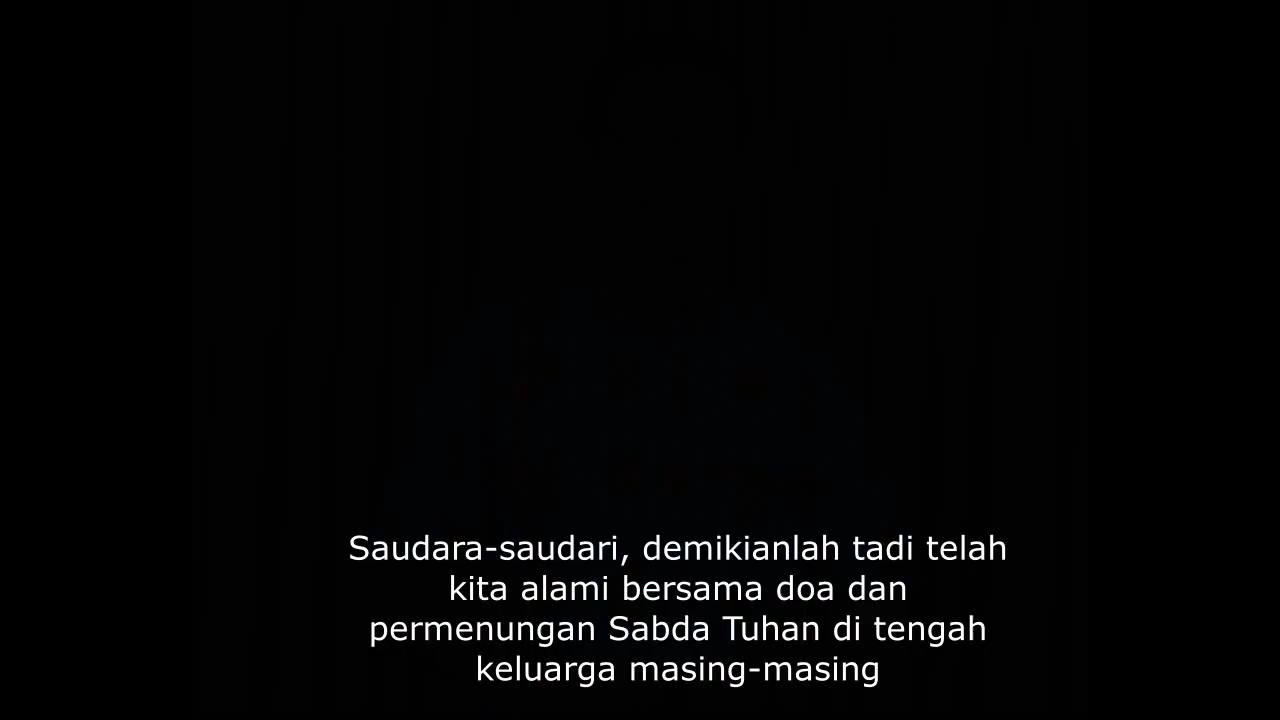 Saudara-saudari, demikianlah tadi telah
kita alami bersama doa dan
permenungan Sabda Tuhan di tengah
keluarga masing-masing